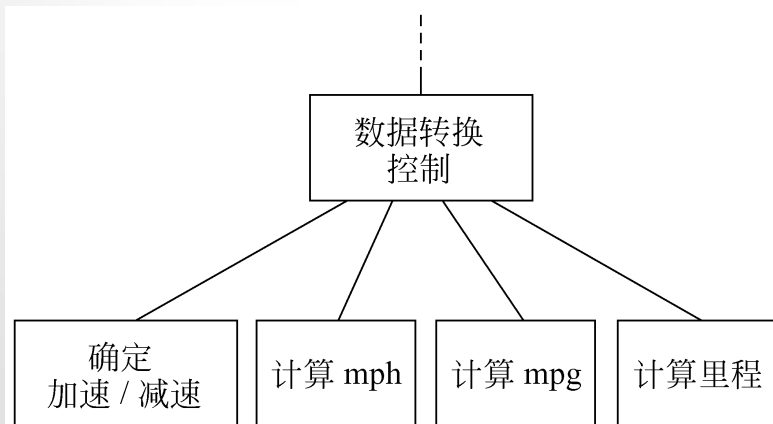 数据转换
控制
确定
加速 / 减速
计算 mph
计算 mpg
计算里程